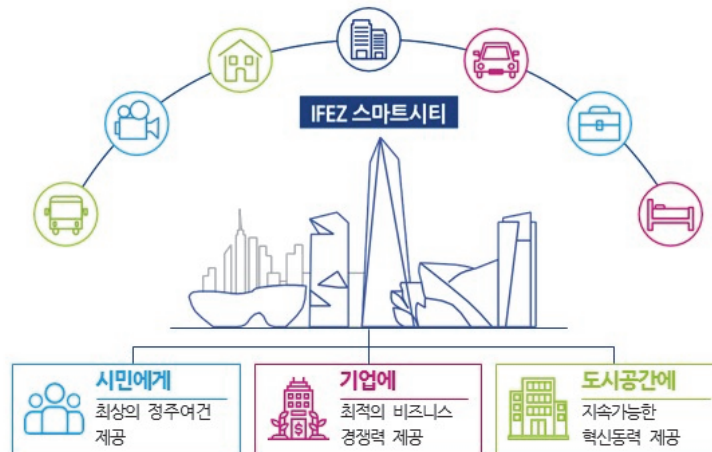 IFEZ 스마트시티
시민에게
최상의 정주여건
제공
기업에
최적의 비즈니스
경쟁력 제공
도시공간에
지속가능한
혁신동력 제공